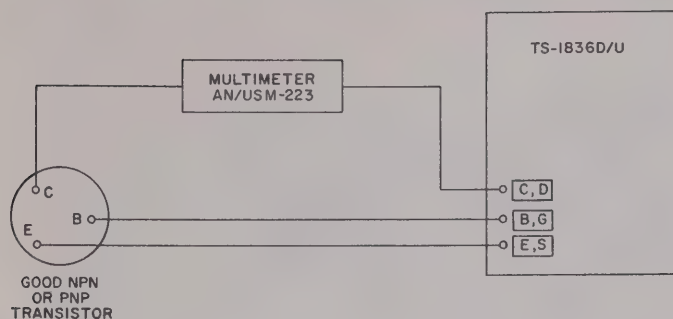 TS-1836D/U
MULTIMETER
AN/USM-223
C
C,D
B
B,G
E
E,S
GOOD NPN
OR PNP
TRANSISTOR